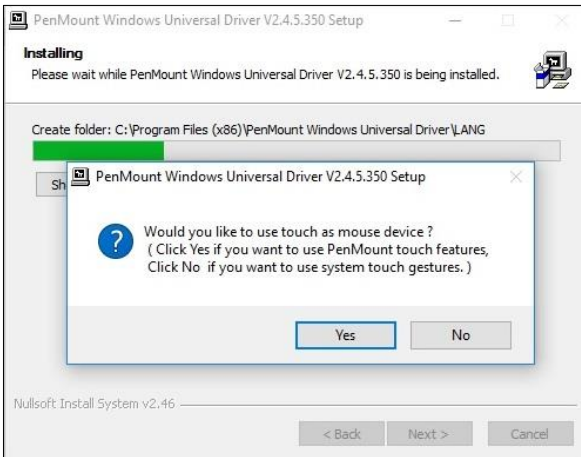 PenMount Windows Universal Driver V2.4.5.350 Setup
Installing
Please wait while PenMount Windows Universal Driver V2.4.5.350 is being installed.
Create folder: C:\Program Files (x86)\PenMount Windows Universal Driver\LANG
PenMount Windows Universal Driver V2.4.5.350 Setup
Would you like to use touch as mouse device ?
( Click Yes if you want to use PenMount touch features,
Click No  if you want to use system touch gestures. )
Yes
No
Nullsoft Install System v2.46
< Back
Next >
Cancel